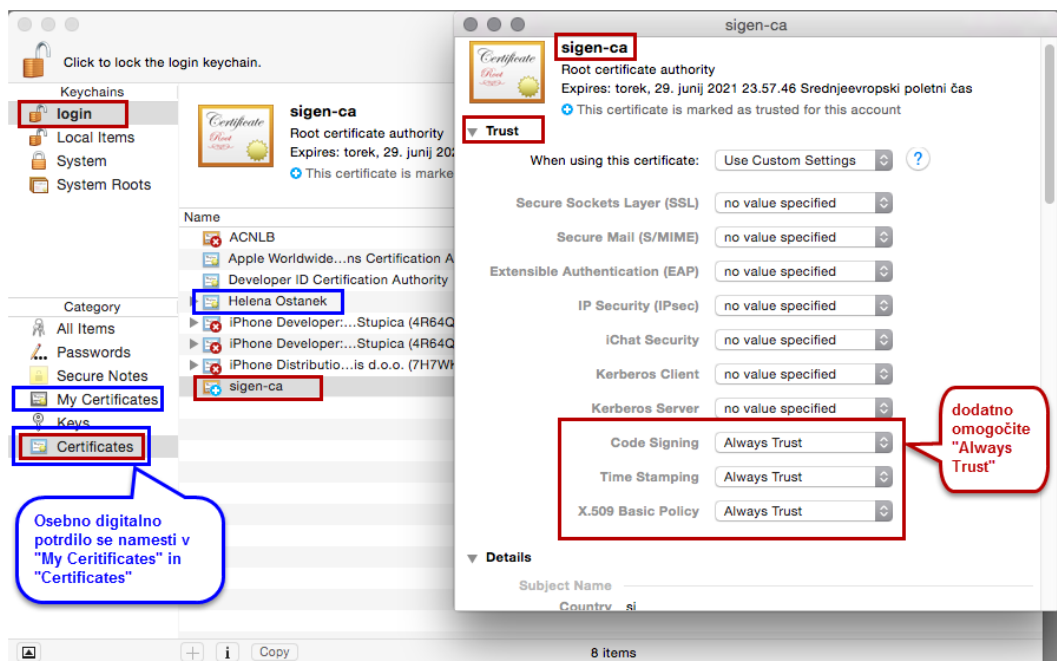 Click to lock the login keychain.
Keychains
login
Local Items
System
System Roots
Category
All Items
Passwords
Secure Notes
My Certificates
Keys
Certificates
Osebno digitalno
potrdilo se namesti v
"My Ceritificates" in
"Certificates"
Certificate
Root
sigen-ca
Root certificate authority
Expires: torek, 29. junij 202
This certificate is marke
Name
ACNLB
Apple Worldwide...ns Certification A
Developer ID Certification Authority
Helena Ostanek
iPhone Developer:...Stupica (4R64Q
iPhone Developer:...Stupica (4R64Q
iPhone Distributio...is d.o.o. (7H7WH
sigen-ca
Copy
8 items
sigen-ca
Certificate
Root
sigen-ca
Root certificate authority
Expires: torek, 29. junij 2021 23.57.46 Srednjeevropski poletni čas
This certificate is marked as trusted for this account
Trust
When using this certificate: Use Custom Settings ?
Secure Sockets Layer (SSL) no value specified
Secure Mail (S/MIME) no value specified
Extensible Authentication (EAP) no value specified
IP Security (IPsec) no value specified
iChat Security no value specified
Kerberos Client no value specified
Kerberos Server no value specified
Code Signing Always Trust
Time Stamping Always Trust
X.509 Basic Policy Always Trust
dodatno
omogočite
"Always
Trust"
Details
Subject Name
Country si